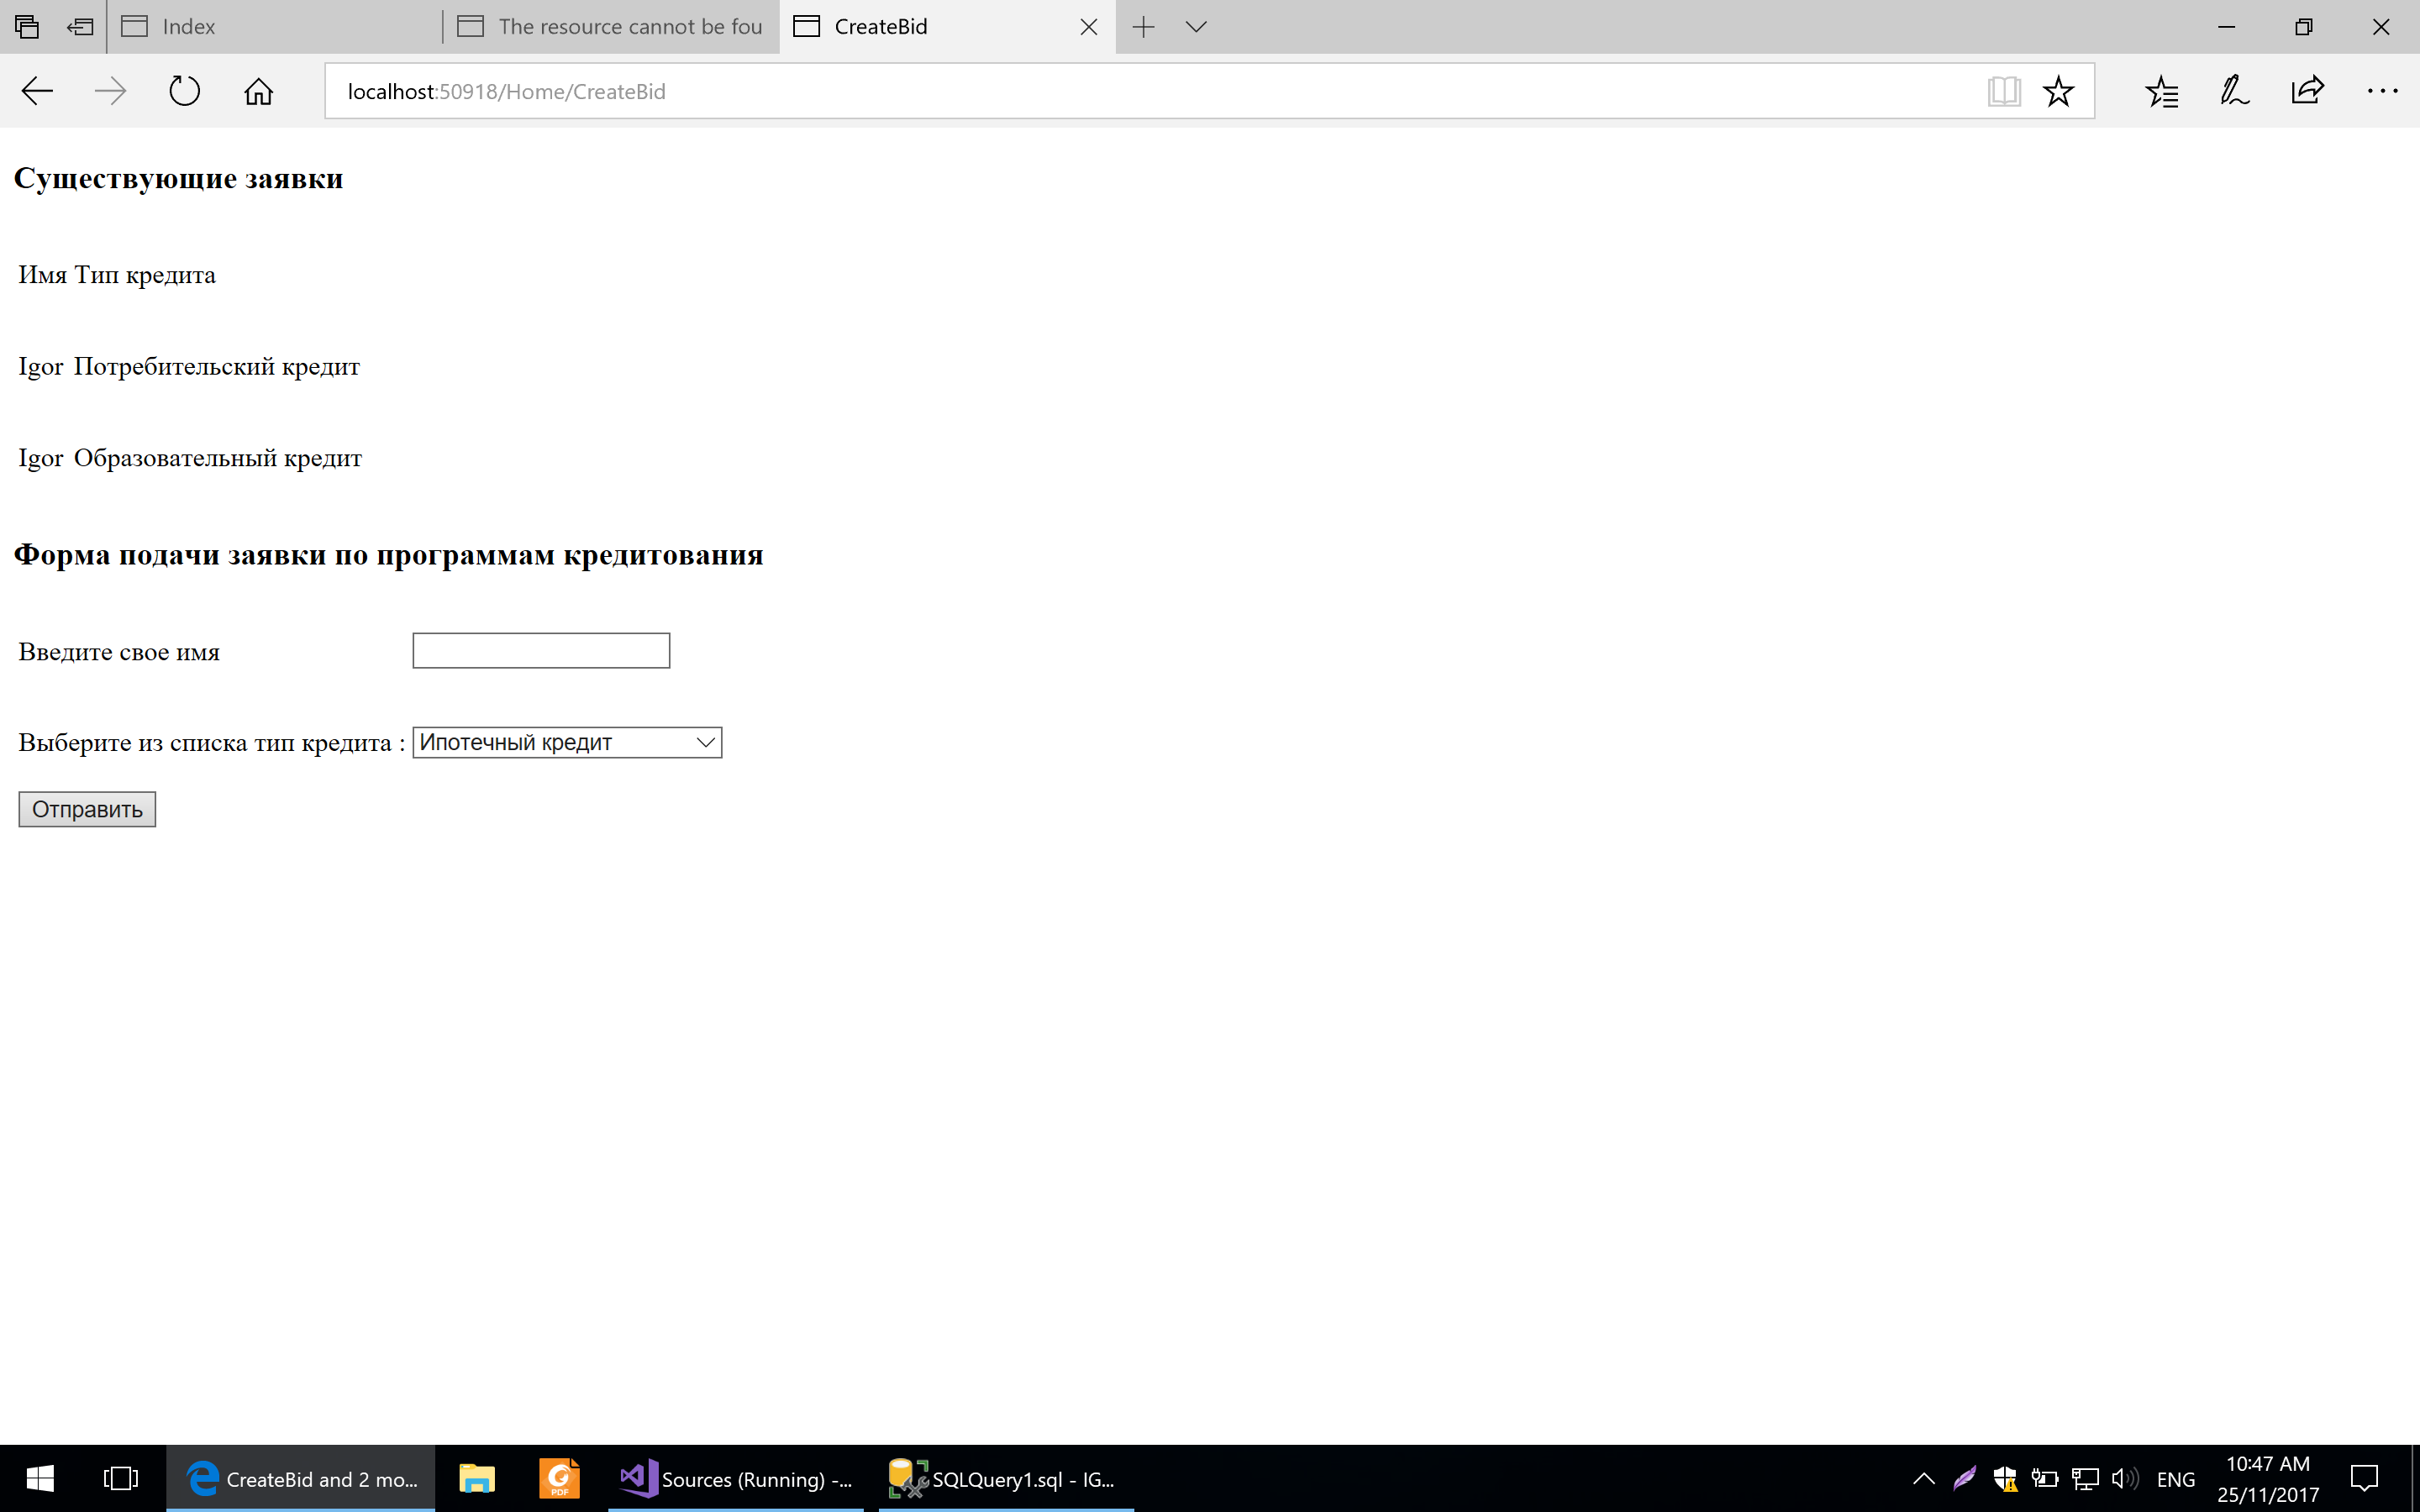 Index
The resource cannot be fou
CreateBid
localhost:50918/Home/CreateBid
Существующие заявки
Имя Тип кредита
Igor Потребительский кредит
Igor Образовательный кредит
Форма подачи заявки по программам кредитования
Введите свое имя
Выберите из списка тип кредита : Ипотечный кредит
Отправить
CreateBid and 2 mo...
PDF
Sources (Running) -...
SQLQuery1.sql - IG...
ENG
10:47 AM
25/11/2017